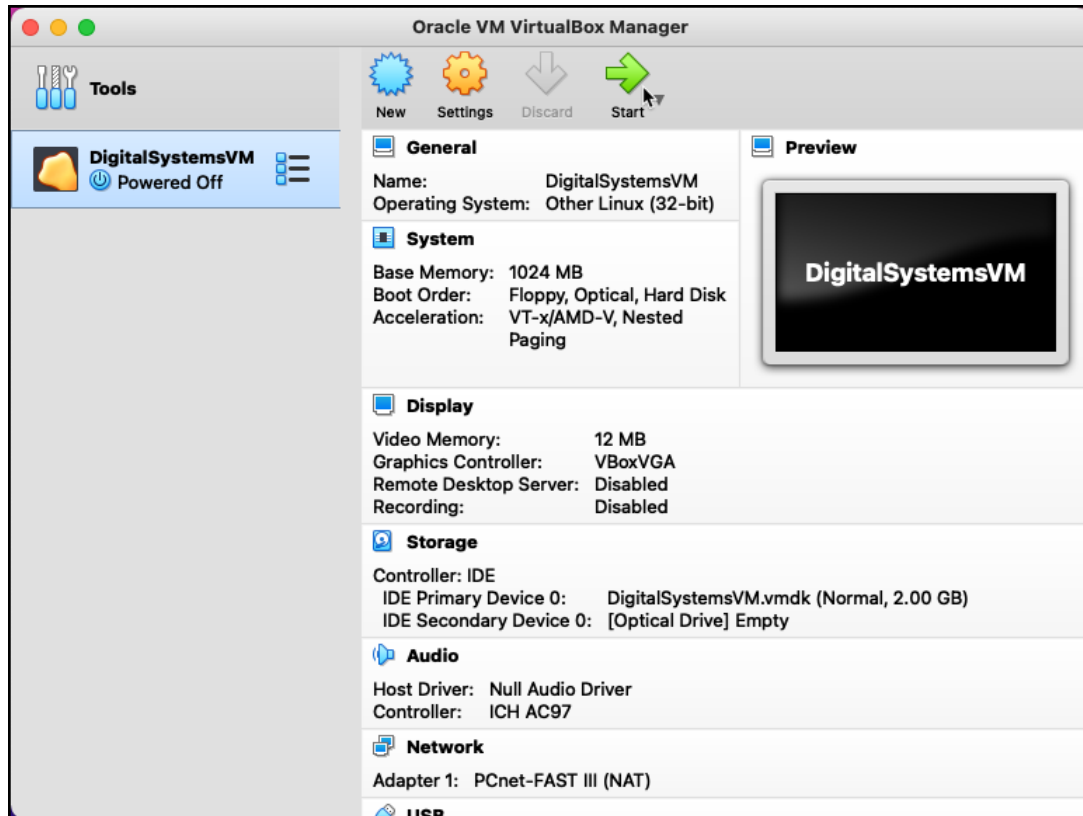 Oracle VM VirtualBox Manager
Tools
DigitalSystemsVM
Powered Off
New Settings Discard Start
General
Name: DigitalSystemsVM
Operating System: Other Linux (32-bit)
System
Base Memory: 1024 MB
Boot Order: Floppy, Optical, Hard Disk
Acceleration: VT-x/AMD-V, Nested
Paging
Preview
DigitalSystemsVM
Display
Video Memory: 12 MB
Graphics Controller: VBoxVGA
Remote Desktop Server: Disabled
Recording: Disabled
Storage
Controller: IDE
IDE Primary Device 0: DigitalSystemsVM.vmdk (Normal, 2.00 GB)
IDE Secondary Device 0: [Optical Drive] Empty
Audio
Host Driver: Null Audio Driver
Controller: ICH AC97
Network
Adapter 1: PCnet-FAST III (NAT)
USB